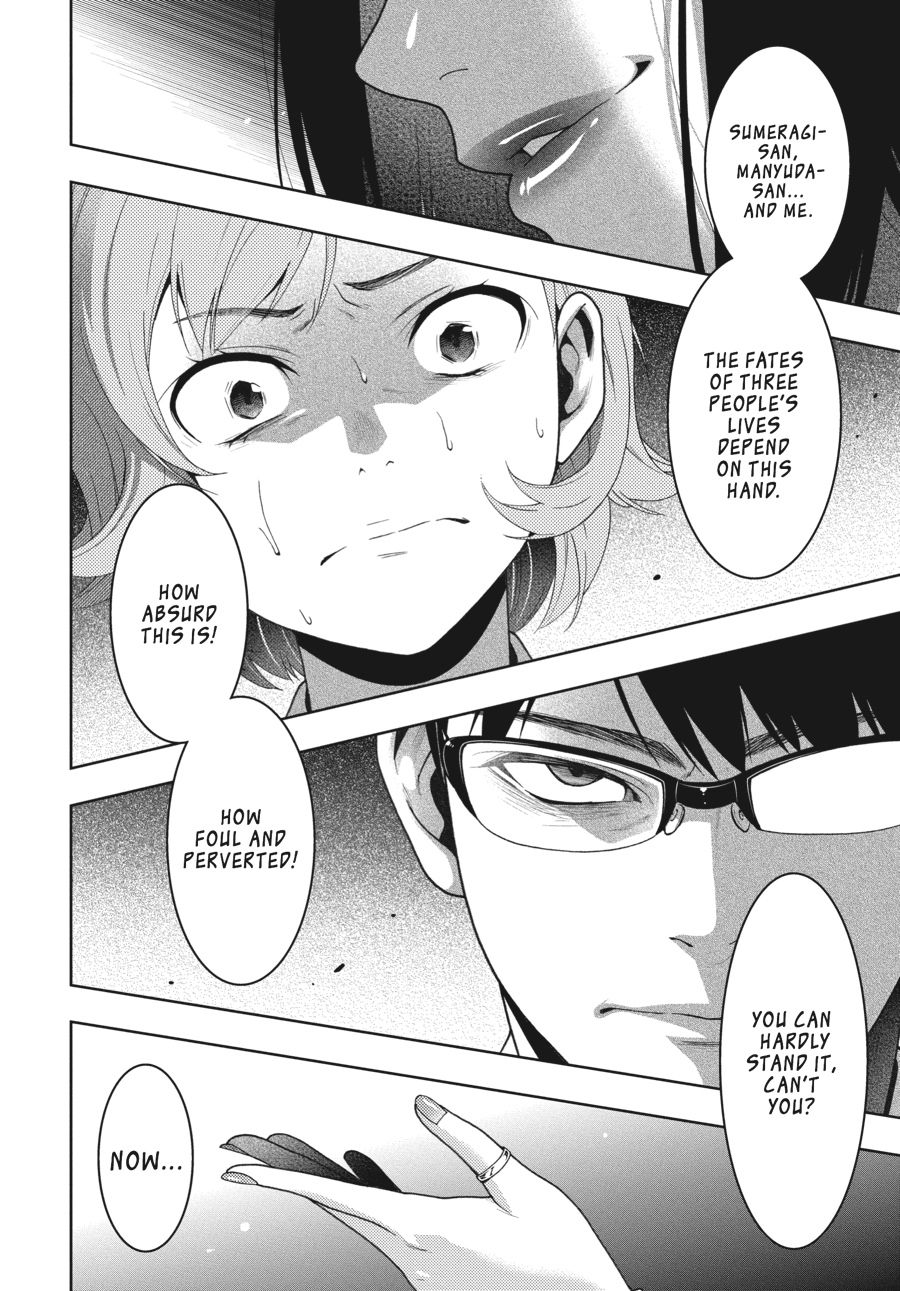 SUMERAGI-
SAN,
MANYUDA-
SAN...
AND ME.
THE FATES
OF THREE
PEOPLE'S
LIVES
DEPEND
ON THIS
HAND.
HOW
ABSURD
THIS IS!
HOW
FOUL AND
PERVERTED!
YOU CAN
HARDLY
STAND IT,
CAN'T
YOU?
NOW...